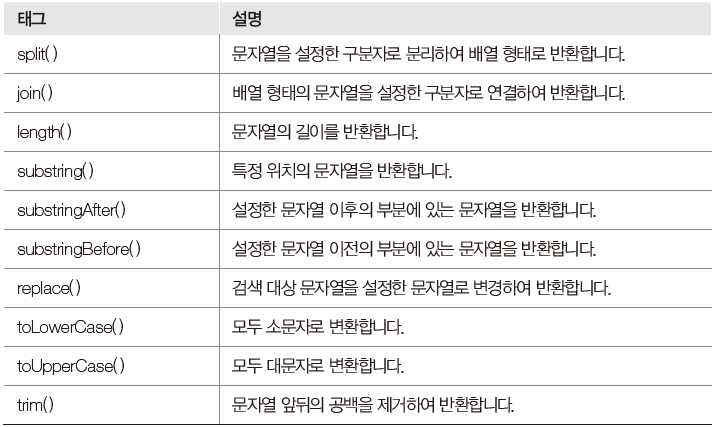 태그 설명
split( ) 문자열을 설정한 구분자로 분리하여 배열 형태로 반환합니다.
join( ) 배열 형태의 문자열을 설정한 구분자로 연결하여 반환합니다.
length( ) 문자열의 길이를 반환합니다.
substring( ) 특정 위치의 문자열을 반환합니다.
substringAfter( ) 설정한 문자열 이후의 부분에 있는 문자열을 반환합니다.
substringBefore( ) 설정한 문자열 이전의 부분에 있는 문자열을 반환합니다.
replace( ) 검색 대상 문자열을 설정한 문자열로 변경하여 반환합니다.
toLowerCase( ) 모두 소문자로 변환합니다.
toUpperCase( ) 모두 대문자로 변환합니다.
trim( ) 문자열 앞뒤의 공백을 제거하여 반환합니다.